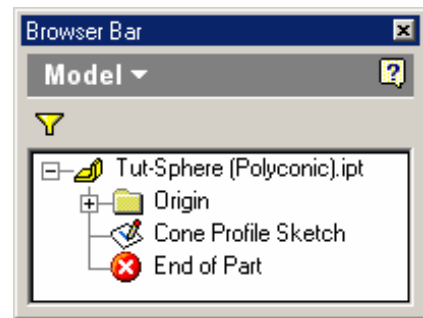 Browser Bar
Model
Tut-Sphere (Polyconic).ipt
Origin
Cone Profile Sketch
End of Part